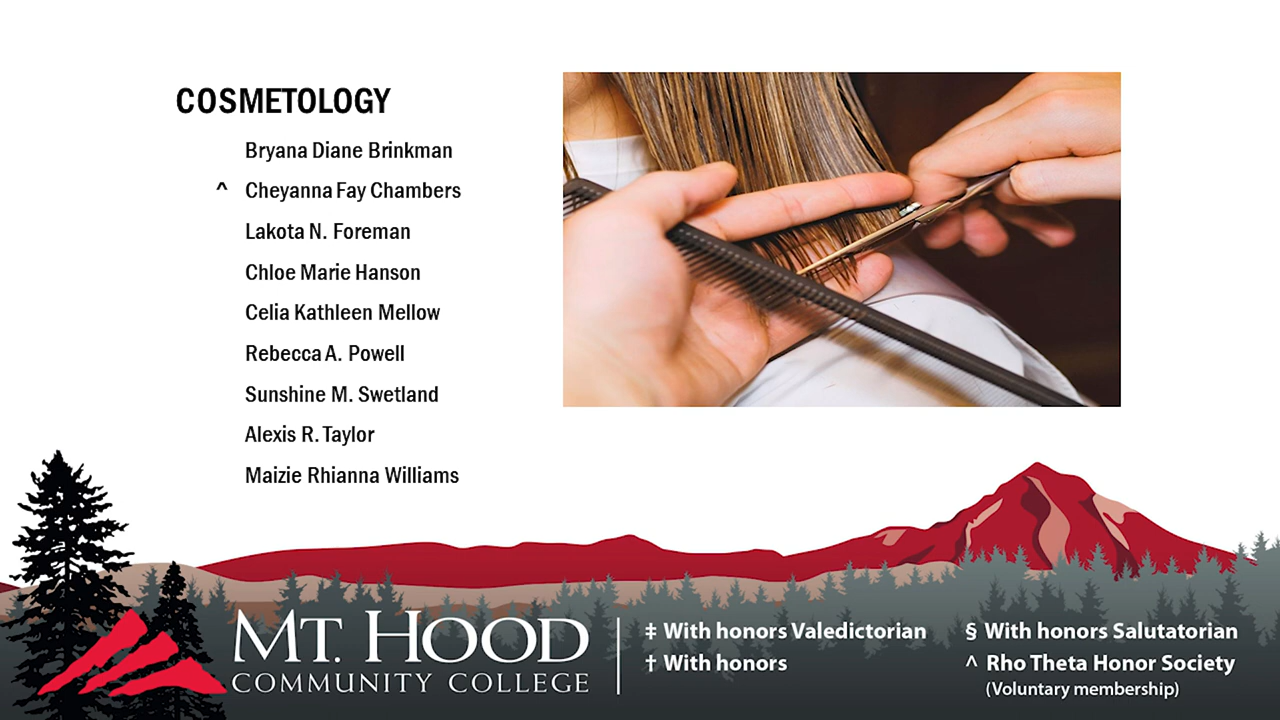 COSMETOLOGY
Bryana Diane Brinkman
^ Cheyanna Fay Chambers
Lakota N. Foreman
Chloe Marie Hanson
Celia Kathleen Mellow
Rebecca A. Powell
Sunshine M. Swetland
Alexis R. Taylor
Maizie Rhianna Williams
MT. HOOD
COMMUNITY COLLEGE
‡ With honors Valedictorian
† With honors
§ With honors Salutatorian
^ Rho Theta Honor Society
(Voluntary membership)